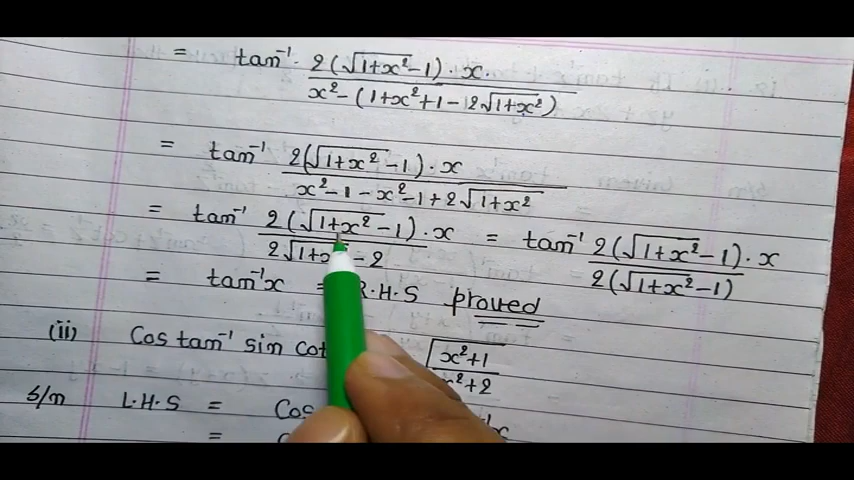 = tan⁻¹ · 2(√1+x² -1) · x / x² - (1+x²+1 - 2√1+x²)
= tan⁻¹ 2(√1+x² -1) · x / x² -1 - x² -1 + 2√1+x²
= tan⁻¹ 2(√1+x² -1) · x / 2√1+x² - 2 = tan⁻¹ 2(√1+x² -1) · x / 2(√1+x² -1)
= tan⁻¹x = R.H.S proved
(ii) Cos tan⁻¹ sin cot √x²+1 / x²+2
S/n L.H.S = Cos x
=